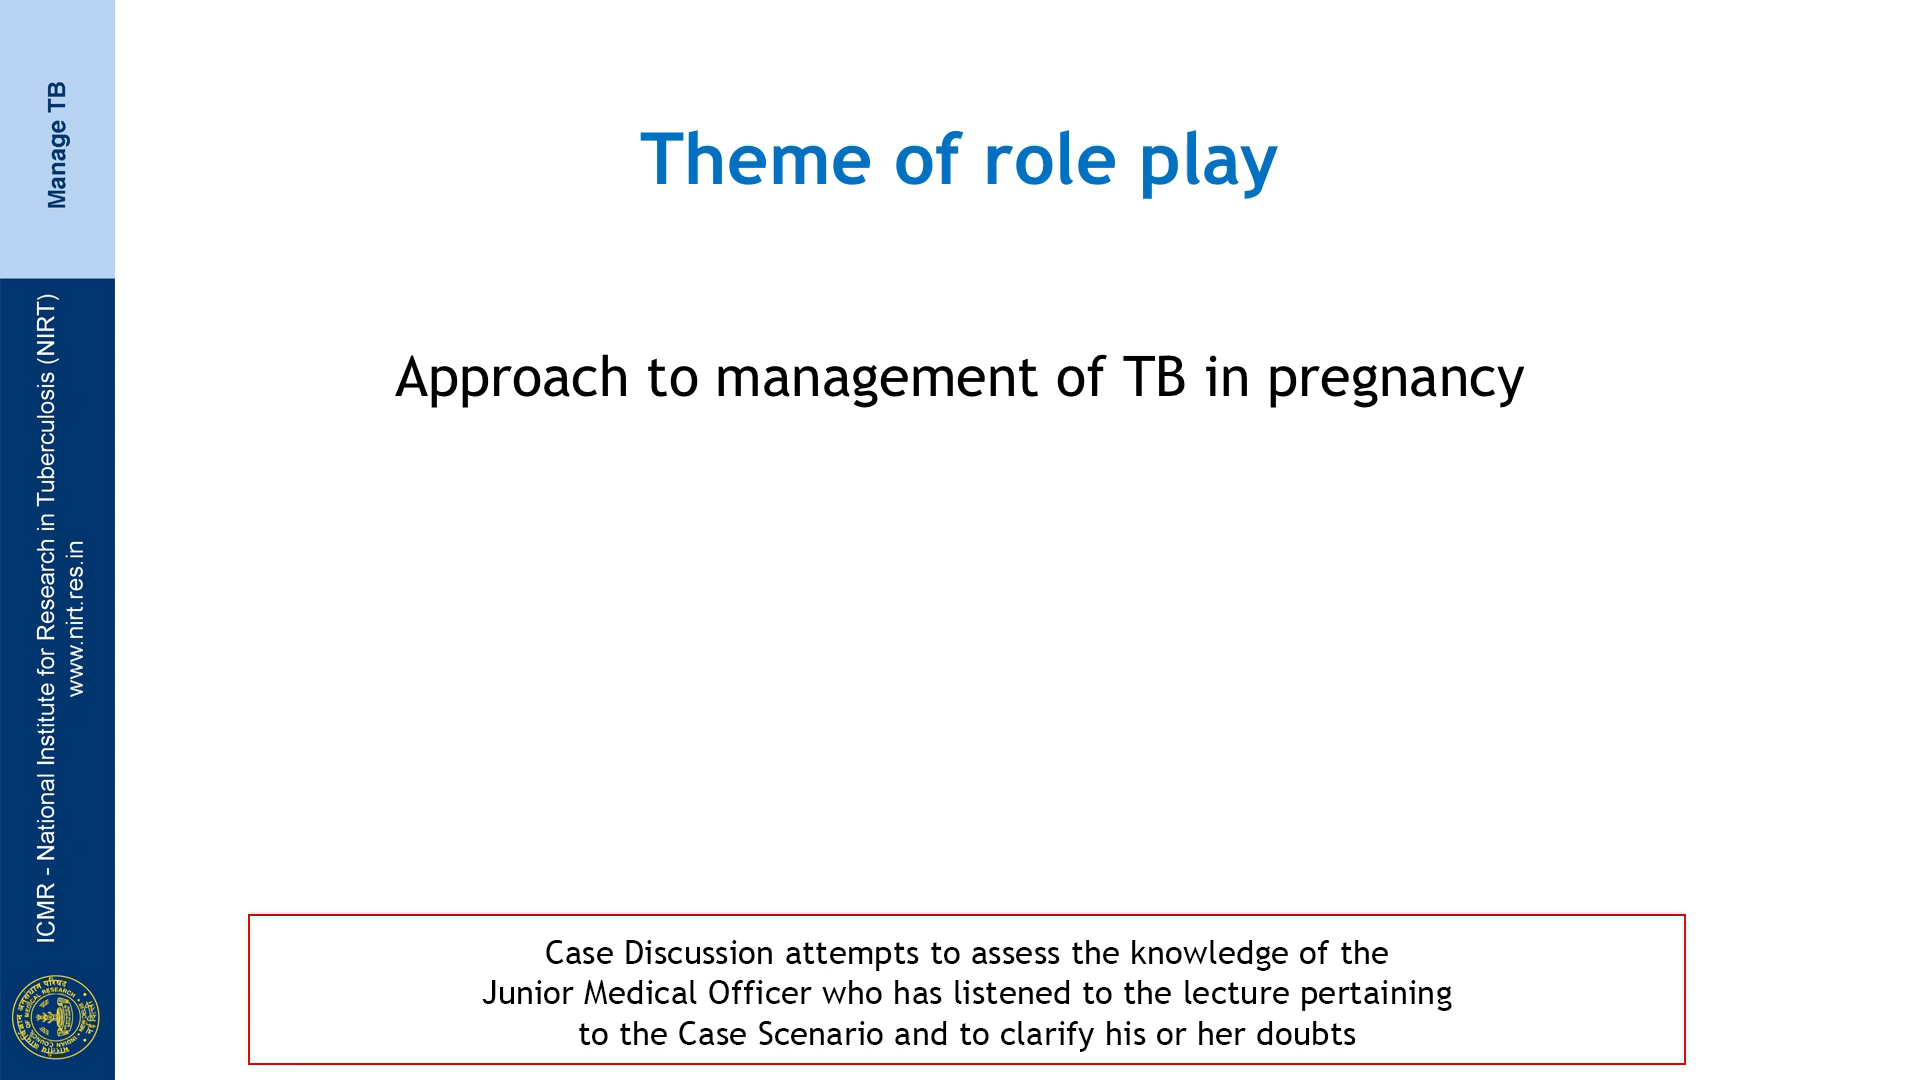 Manage TB
ICMR - National Institute for Research in Tuberculosis (NIRT)
www.nirt.res.in
Theme of role play
Approach to management of TB in pregnancy
Case Discussion attempts to assess the knowledge of the
Junior Medical Officer who has listened to the lecture pertaining
to the Case Scenario and to clarify his or her doubts